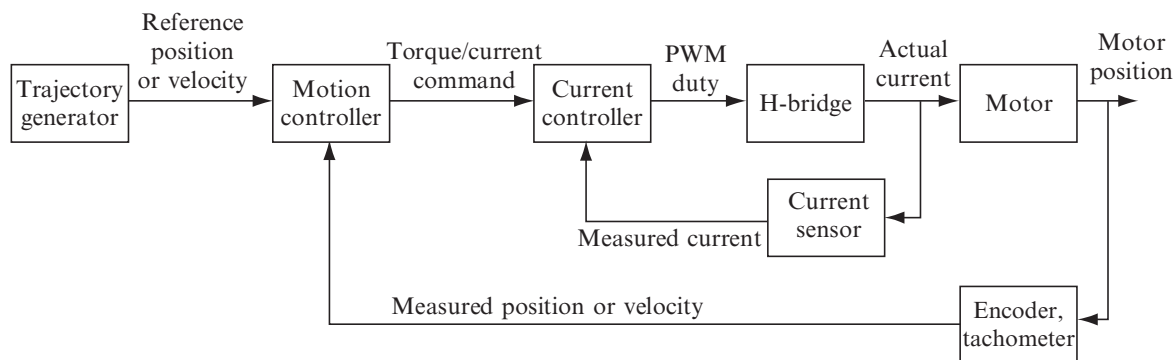 Reference
position
or velocity
Trajectory
generator
Motion
controller
Torque/current
command
Current
controller
PWM
duty
H-bridge
Actual
current
Motor
Motor
position
Current
sensor
Measured current
Measured position or velocity
Encoder,
tachometer